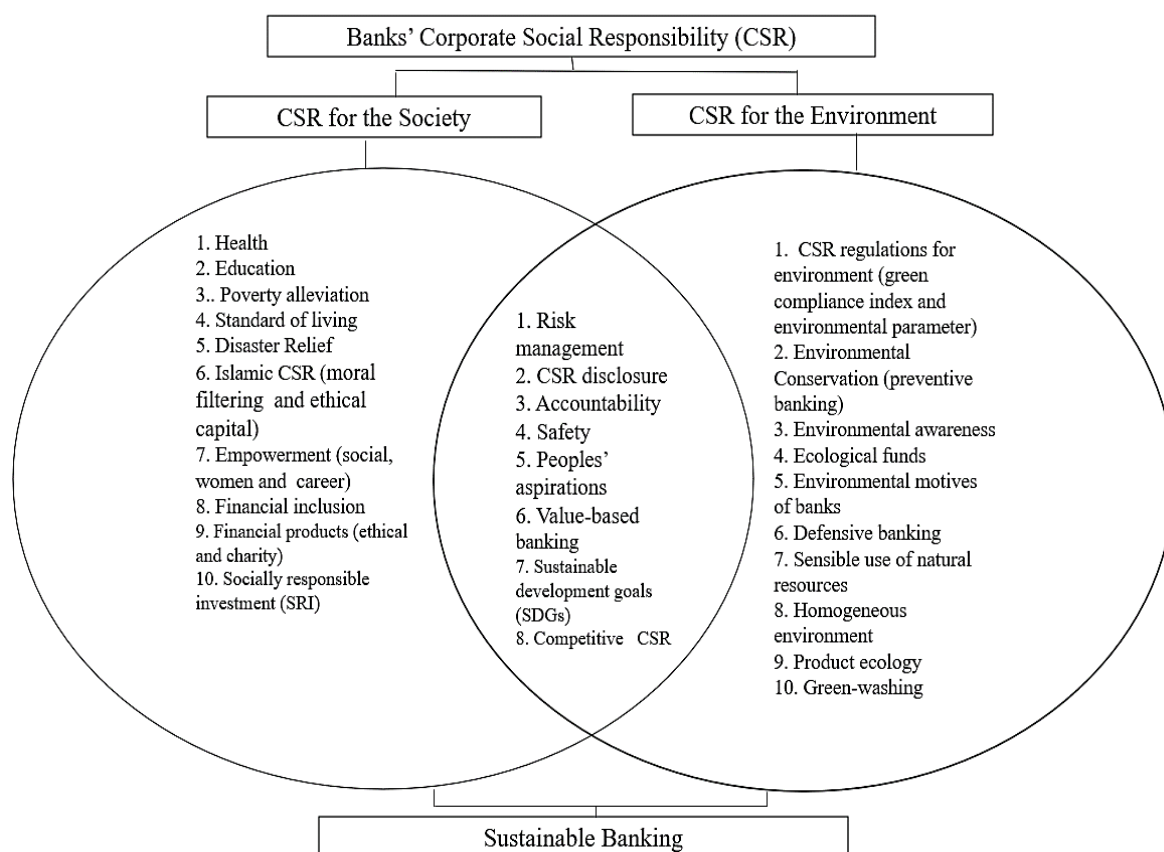 Banks’ Corporate Social Responsibility (CSR)
CSR for the Society
CSR for the Environment
1. Health
2. Education
3.. Poverty alleviation
4. Standard of living
5. Disaster Relief
6. Islamic CSR (moral
filtering and ethical
capital)
7. Empowerment (social,
women and career)
8. Financial inclusion
9. Financial products (ethical
and charity)
10. Socially responsible
investment (SRI)
1. Risk
management
2. CSR disclosure
3. Accountability
4. Safety
5. Peoples’
aspirations
6. Value-based
banking
7. Sustainable
development goals
(SDGs)
8. Competitive CSR
1. CSR regulations for
environment (green
compliance index and
environmental parameter)
2. Environmental
Conservation (preventive
banking)
3. Environmental awareness
4. Ecological funds
5. Environmental motives
of banks
6. Defensive banking
7. Sensible use of natural
resources
8. Homogeneous
environment
9. Product ecology
10. Green-washing
Sustainable Banking